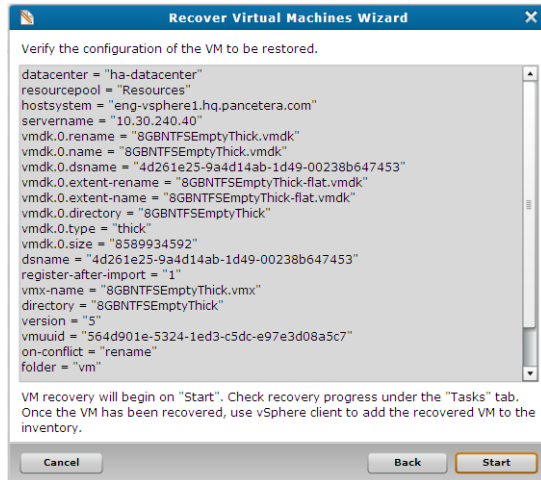 Recover Virtual Machines Wizard
Verify the configuration of the VM to be restored.
datacenter = "ha-datacenter"
resourcepool = "Resources"
hostsystem = "eng-vsphere1.hq.pancetera.com"
servername = "10.30.240.40"
vmdk.0.rename = "8GBNTFSEmptyThick.vmdk"
vmdk.0.name = "8GBNTFSEmptyThick.vmdk"
vmdk.0.dsname = "4d261e25-9a4d14ab-1d49-00238b647453"
vmdk.0.extent-rename = "8GBNTFSEmptyThick-flat.vmdk"
vmdk.0.extent-name = "8GBNTFSEmptyThick-flat.vmdk"
vmdk.0.directory = "8GBNTFSEmptyThick"
vmdk.0.type = "thick"
vmdk.0.size = "8589934592"
dsname = "4d261e25-9a4d14ab-1d49-00238b647453"
register-after-import = "1"
vmx-name = "8GBNTFSEmptyThick.vmx"
directory = "8GBNTFSEmptyThick"
version = "5"
vmuuid = "564d901e-5324-1ed3-c5dc-e97e3d08a5c7"
on-conflict = "rename"
folder = "vm"
VM recovery will begin on "Start". Check recovery progress under the "Tasks" tab.
Once the VM has been recovered, use vSphere client to add the recovered VM to the
inventory.
Cancel
Back
Start